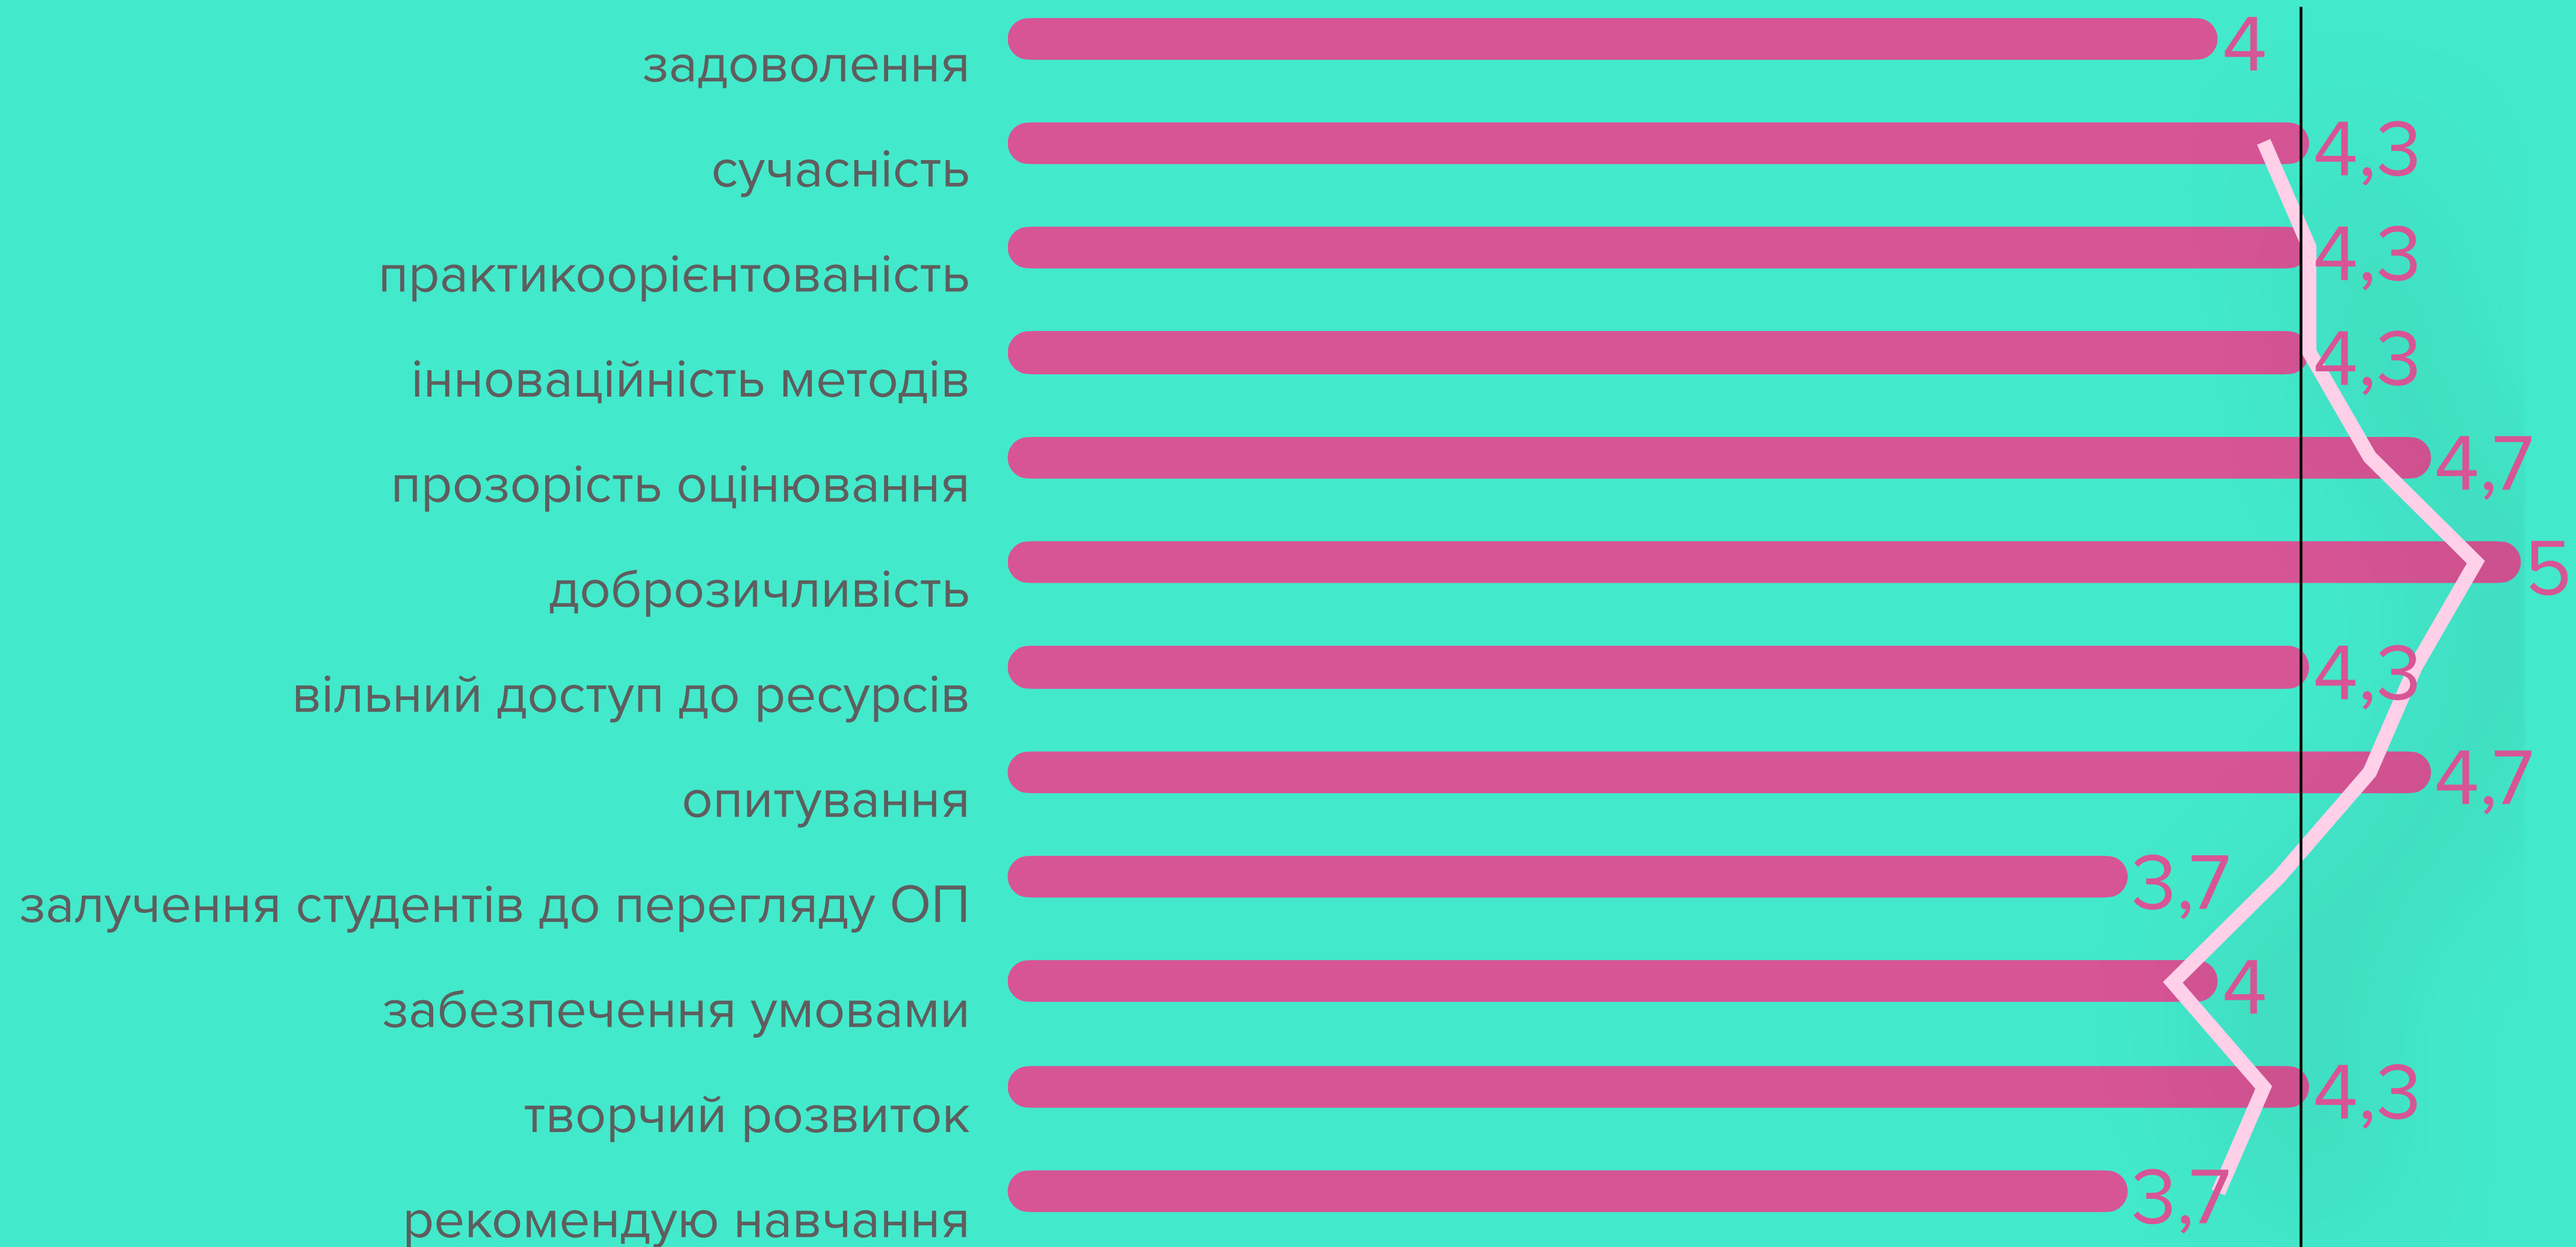 задоволення 4
сучасність 4,3
практикоорієнтованість 4,3
інноваційність методів 4,3
прозорість оцінювання 4,7
доброзичливість 5
вільний доступ до ресурсів 4,3
опитування 4,7
залучення студентів до перегляду ОП 3,7
забезпечення умовами 4
творчий розвиток 4,3
рекомендую навчання 3,7